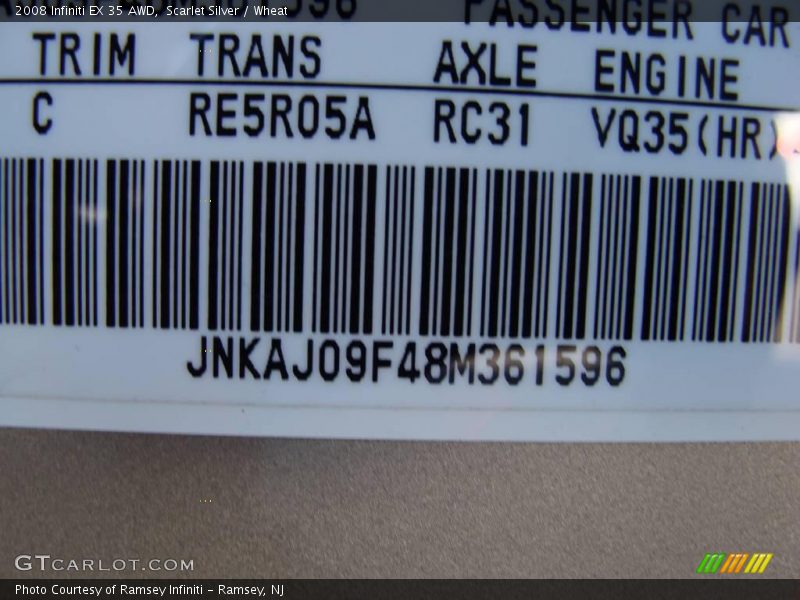 2008 Infiniti EX 35 AWD, Scarlet Silver / Wheat
PASSENGER CAR
TRIM TRANS AXLE ENGINE
C RE5R05A RC31 VQ35(HR)
JNKAJ09F48M361596
GTCARLOT.COM
Photo Courtesy of Ramsey Infiniti - Ramsey, NJ